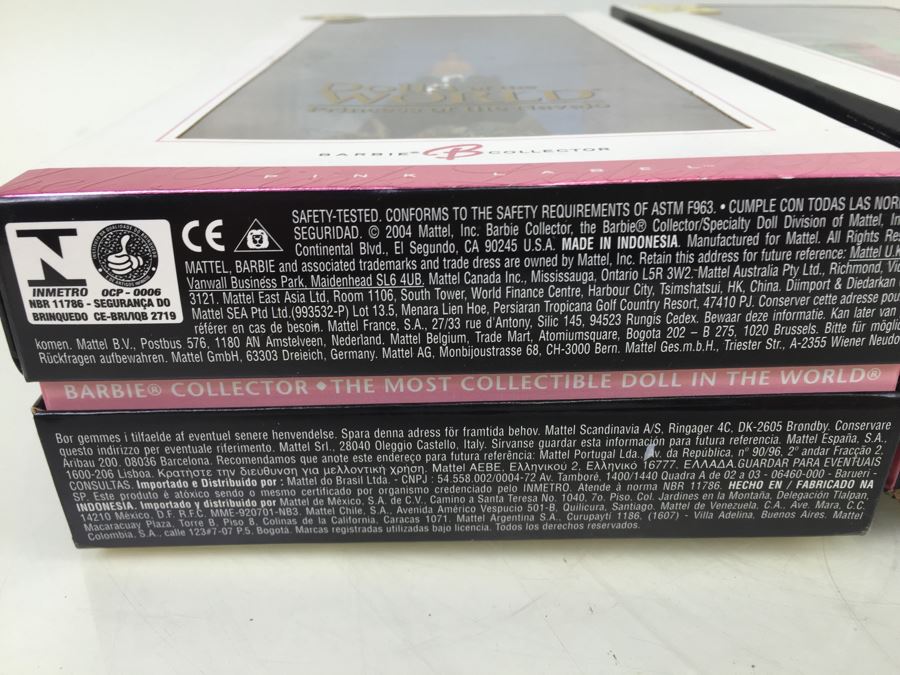 Dolls of the
WORLD
BARBIE® B COLLECTOR
PINK LABEL™
INMETRO OCP - 0006
NBR 11786 - SEGURANÇA DO
BRINQUEDO CE-BRI/IQB 2719
CE
SAFETY-TESTED. CONFORMS TO THE SAFETY REQUIREMENTS OF ASTM F963. • CUMPLE CON TODAS LAS NOR
SEGURIDAD. © 2004 Mattel, Inc. Barbie Collector, the Barbie® Collector/Specialty Doll Division of Mattel, In
Continental Blvd., El Segundo, CA 90245 U.S.A. MADE IN INDONESIA. Manufactured for Mattel. All Rights Res
MATTEL, BARBIE and associated trademarks and trade dress are owned by Mattel, Inc. Retain this address for future reference: Mattel U.K
Vanwall Business Park, Maidenhead SL6 4UB. Mattel Canada Inc., Mississauga, Ontario L5R 3W2. Mattel Australia Pty Ltd., Richmond, Vic
3121. Mattel East Asia Ltd, Room 1106, South Tower, World Finance Centre, Harbour City, Tsimshatsui, HK, China. Diimport & Diedarkan
Mattel SEA Ptd Ltd.(993532-P) Lot 13.5, Menara Lien Hoe, Persiaran Tropicana Golf Country Resort, 47410 PJ. Conserver cette adresse pou
référer en cas de besoin. Mattel France, S.A., 27/33 rue d'Antony, Silic 145, 94523 Rungis Cedex. Bewaar deze informatie. Kan later van
komen. Mattel B.V., Postbus 576, 1180 AN Amstelveen, Nederland. Mattel Belgium, Trade Mart, Atomiumsquare, Bogota 202 – B 275, 1020 Brussels. Bitte für möglic
Rückfragen aufbewahren. Mattel GmbH, 63303 Dreieich, Germany. Mattel AG, Monbijoustrasse 68, CH-3000 Bern. Mattel Ges.m.b.H., Triester Str., A-2355 Wiener Neudo
BARBIE® COLLECTOR • THE MOST COLLECTIBLE DOLL IN THE WORLD®
Bør gemmes i tilfaelde af eventuel senere henvendelse. Spara denna adress för framtida behov. Mattel Scandinavia A/S, Ringager 4C, DK-2605 Brondby. Conservare
questo indirizzo per eventuale riferimento. Mattel Srl., 28040 Oleggio Castello, Italy. Sirvanse guardar esta información para futura referencia. Mattel España, S.A.,
Aribau 200. 08036 Barcelona. Recomendamos que anote este endereço para futura referência: Mattel Portugal Lda., Av. da República, nº 90/96. 2º andar Fracção 2,
1600-206 Lisboa. Κρατήστε την διεύθυνση για μελλοντική χρήση. Mattel AEBE. Ελληνικού 2, Ελληνικό 16777. ΕΛΛΑΔΑ. GUARDAR PARA EVENTUAIS
CONSULTAS. Importado e Distribuido por : Mattel do Brasil Ltda. - CNPJ : 54.558.002/0004-72 Av. Tamboré, 1400/1440 Quadra A de 02 a 03 - 06460-000 - Barueri
SP. Este produto é atóxico sendo o mesmo certificado por organismo credenciado pelo INMETRO. Atende à norma NBR 11786. HECHO EN / FABRICADO NA
INDONESIA. Importado y distribuido por Mattel de México, S.A. de C.V., Camino a Santa Teresa No. 1040, 7o. Piso, Col. Jardines en la Montaña, Delegación Tlalpan,
14210 México, D.F. R.F.C. MME-920701-NB3. Mattel Chile, S.A., Avenida Américo Vespucio 501-B, Quilicura, Santiago. Mattel de Venezuela, C.A., Ave. Mara, C.C.
Macaracuay Plaza, Torre B, Piso 8, Colinas de la California, Caracas 1071. Mattel Argentina S.A., Curupaytí 1186, (1607) - Villa Adelina, Buenos Aires. Mattel
Colombia, S.A., calle 123#7-07 P.5, Bogotá. Marcas registradas utilizadas bajo licencia. Todos los derechos reservados.